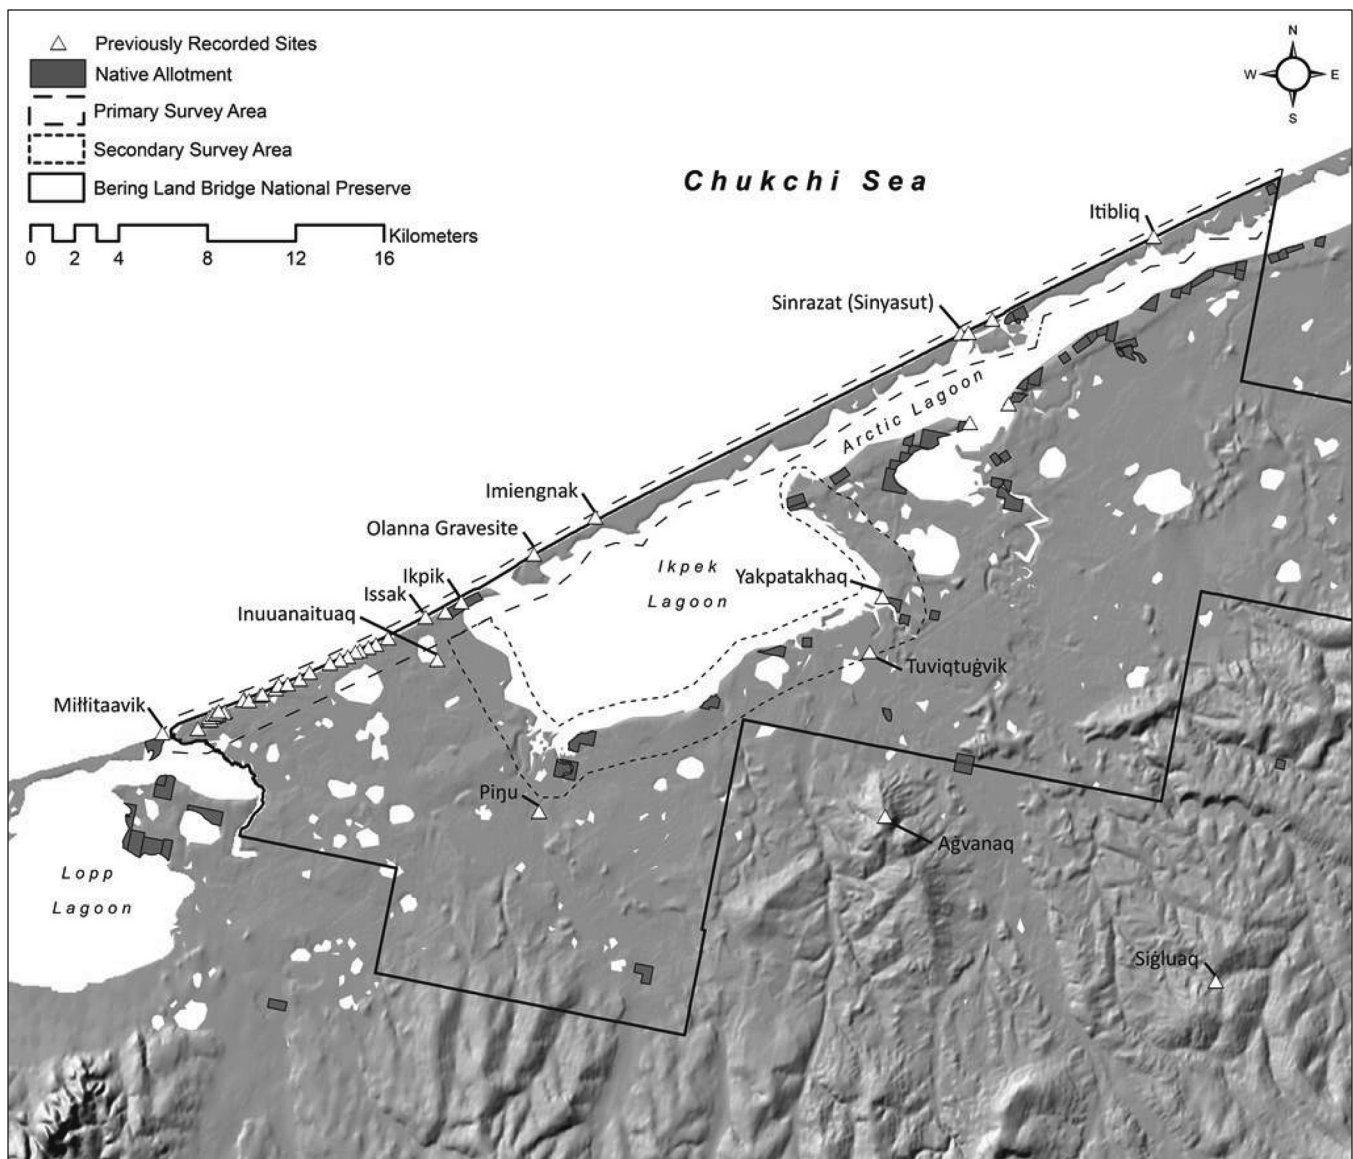 Previously Recorded Sites
Native Allotment
Primary Survey Area
Secondary Survey Area
Bering Land Bridge National Preserve
Kilometers
0 2 4 8 12 16
N
W E
S
Chukchi Sea
Itibliq
Sinrazat (Sinyasut)
Arctic Lagoon
Imiengnak
Olanna Gravesite
Ikpik
Issak
Inuuanaituaq
Ikpek
Lagoon
Yakpatakhaq
Tuviqtuġvik
Miłłitaavik
Piŋu
Aġvanaq
Lopp
Lagoon
Siġluaq